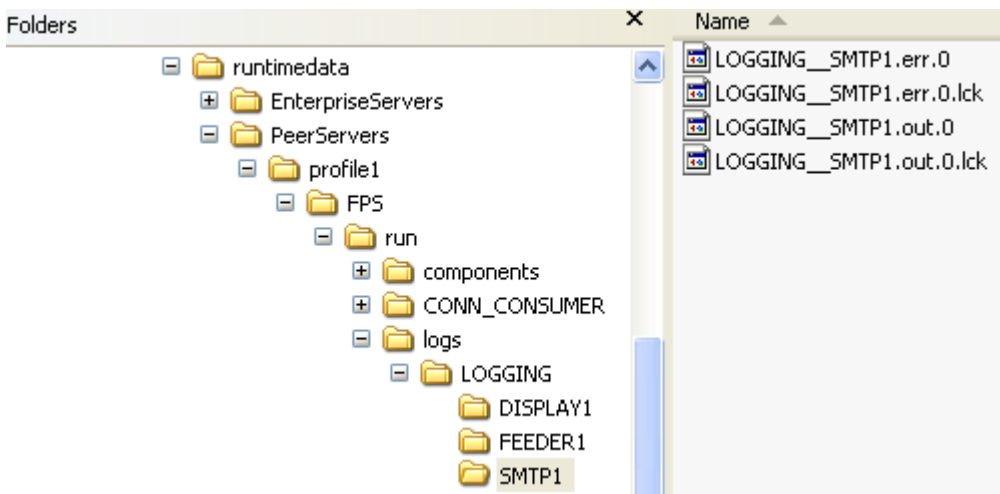 Folders
runtimedata
EnterpriseServers
PeerServers
profile1
FPS
run
components
CONN_CONSUMER
logs
LOGGING
DISPLAY1
FEEDER1
SMTP1
Name
LOGGING__SMTP1.err.0
LOGGING__SMTP1.err.0.lck
LOGGING__SMTP1.out.0
LOGGING__SMTP1.out.0.lck